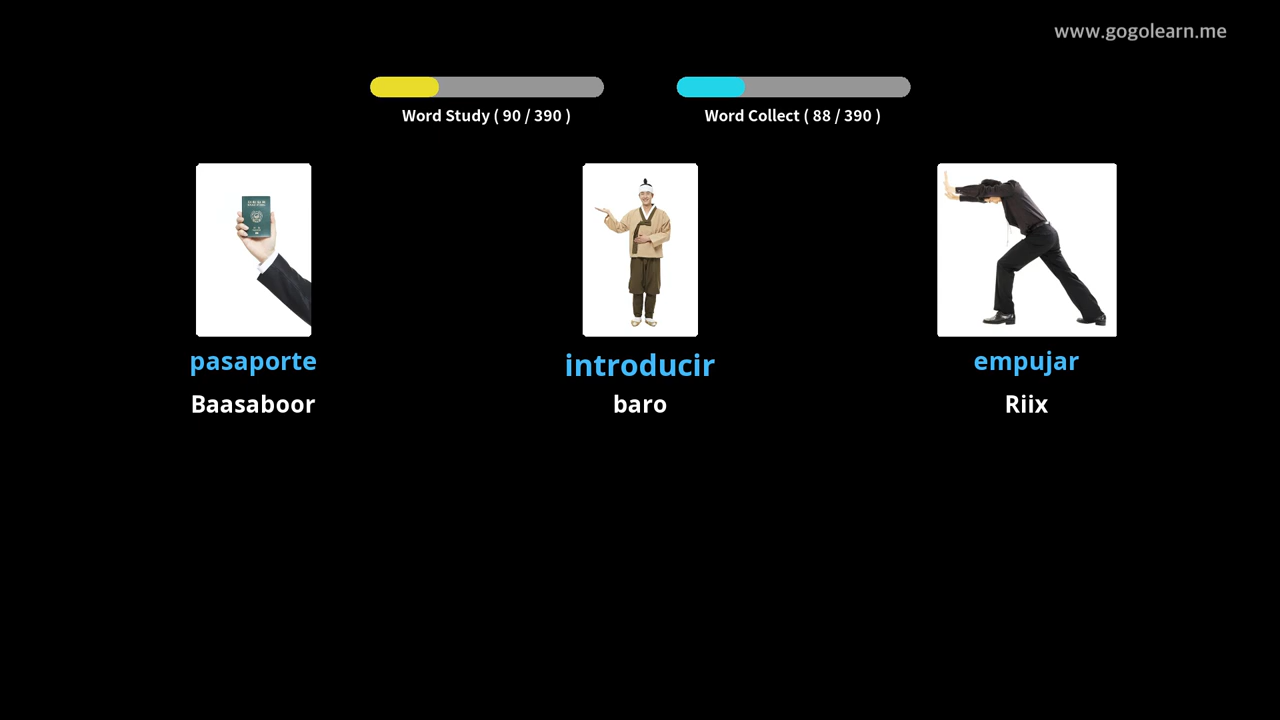 www.gogolearn.me
Word Study ( 90 / 390 )
Word Collect ( 88 / 390 )
pasaporte
introducir
empujar
Baasaboor
baro
Riix